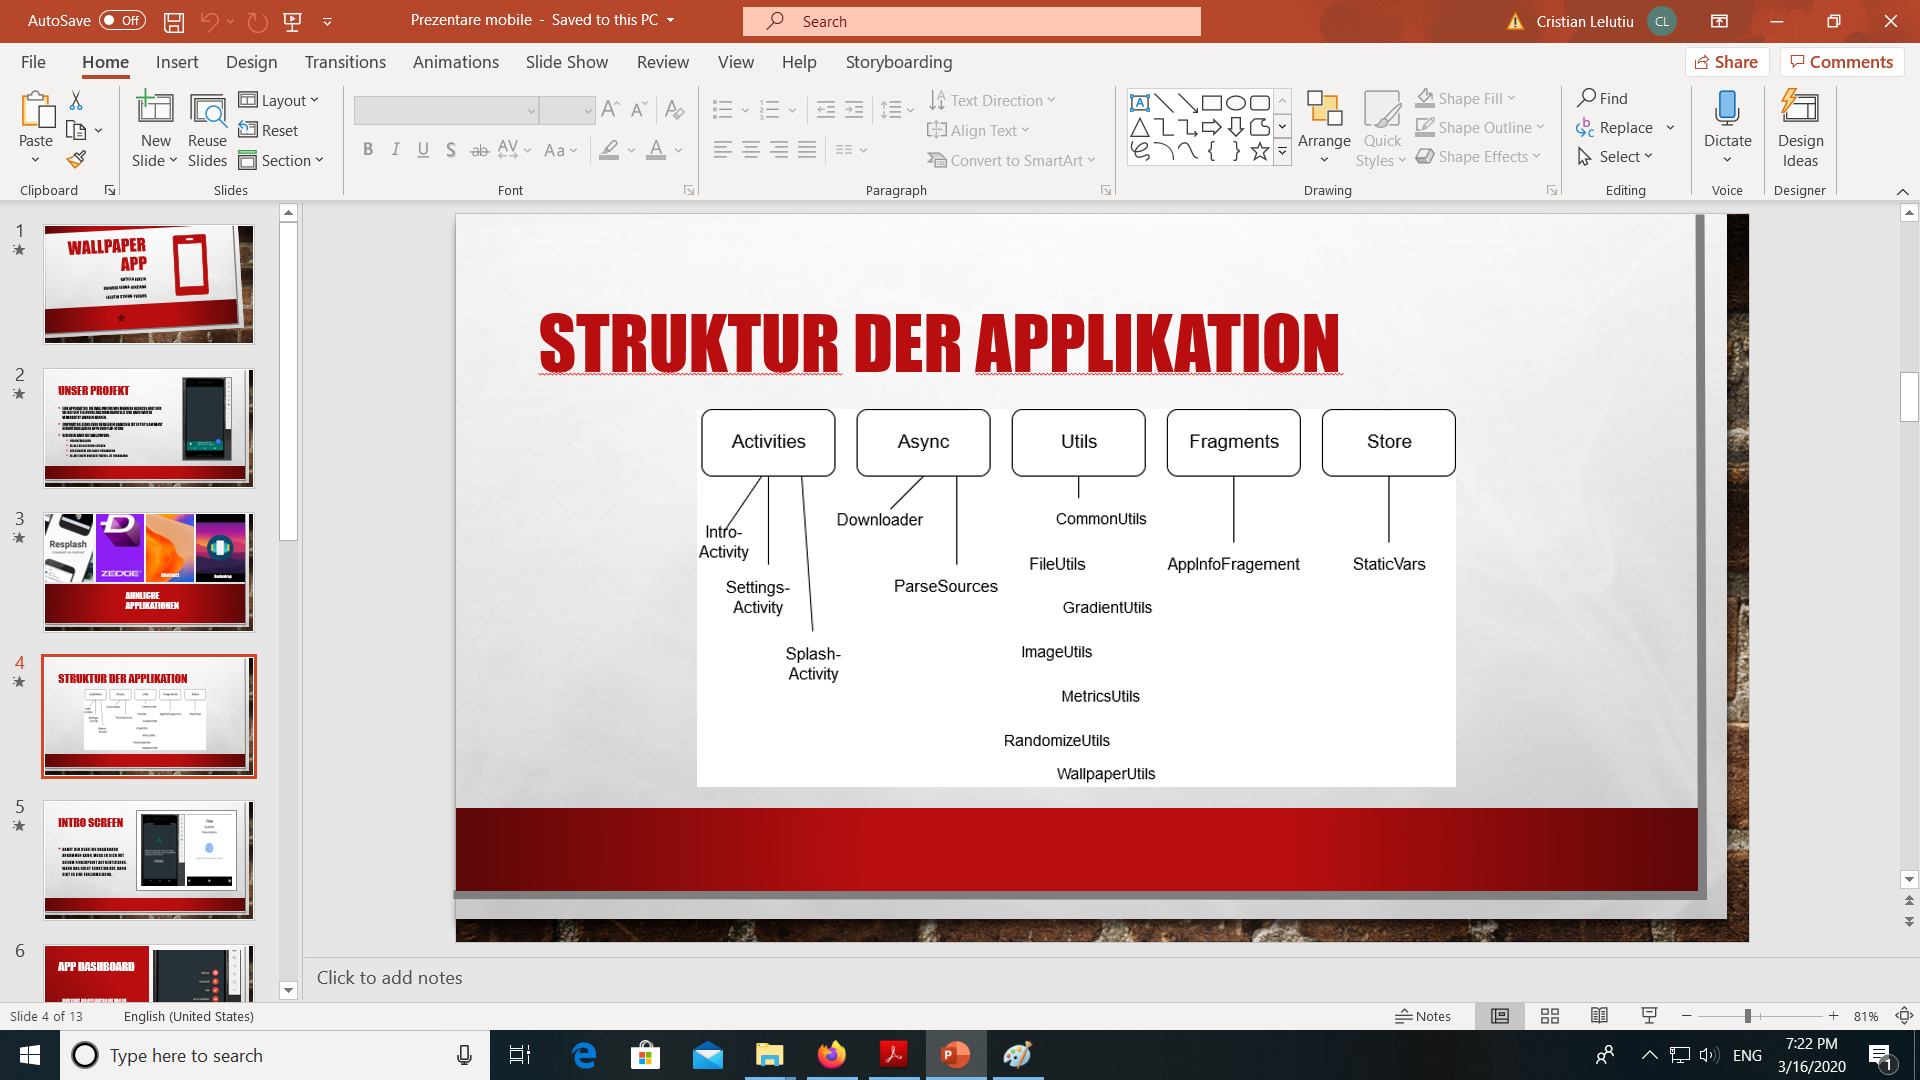 AutoSave Off
Prezentare mobile - Saved to this PC
Search
Cristian Lelutiu CL
File Home Insert Design Transitions Animations Slide Show Review View Help Storyboarding
Share Comments
Paste
Clipboard
New Slide
Reuse Slides
Layout
Reset
Section
Slides
B I U S ab AV Aa A
Font
Text Direction
Align Text
Convert to SmartArt
Paragraph
Arrange
Quick Styles
Shape Fill
Shape Outline
Shape Effects
Drawing
Find
Replace
Select
Editing
Dictate
Voice
Design Ideas
Designer
1
WALLPAPER
APP
2
UNSER PROJEKT
3
Resplash
ZEDGE
Abstract
Backdrop
AHNLICHE
APPLIKATIONEN
4
STRUKTUR DER APPLIKATION
5
INTRO SCREEN
6
APP DASHBOARD
STRUKTUR DER APPLIKATION
Activities Async Utils Fragments Store
Intro-
Activity
Settings-
Activity
Splash-
Activity
Downloader
ParseSources
CommonUtils
FileUtils
GradientUtils
ImageUtils
MetricsUtils
RandomizeUtils
WallpaperUtils
AppInfoFragement
StaticVars
Click to add notes
Slide 4 of 13 English (United States)
Notes
81%
Type here to search
ENG
7:22 PM
3/16/2020
1